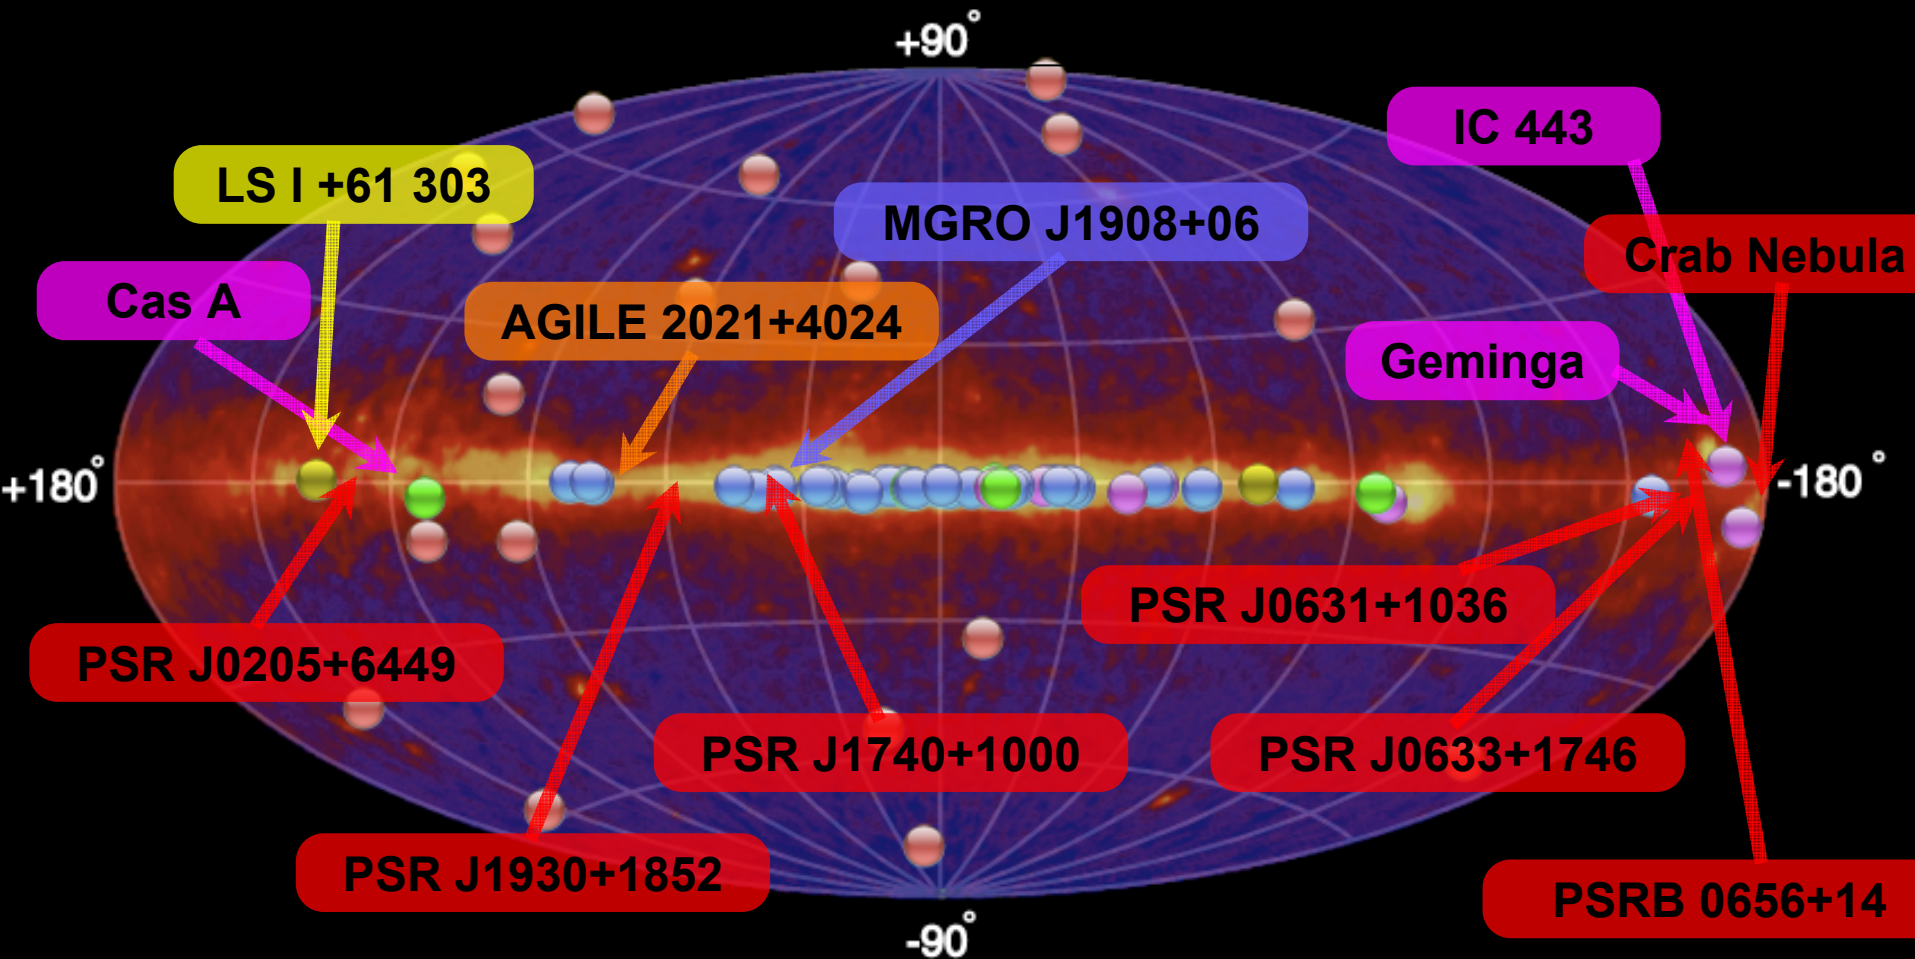 +90°
IC 443
LS I +61 303
MGRO J1908+06
Crab Nebula
Cas A
AGILE 2021+4024
Geminga
+180°
-180°
PSR J0631+1036
PSR J0205+6449
PSR J1740+1000
PSR J0633+1746
PSR J1930+1852
PSRB 0656+14
-90°